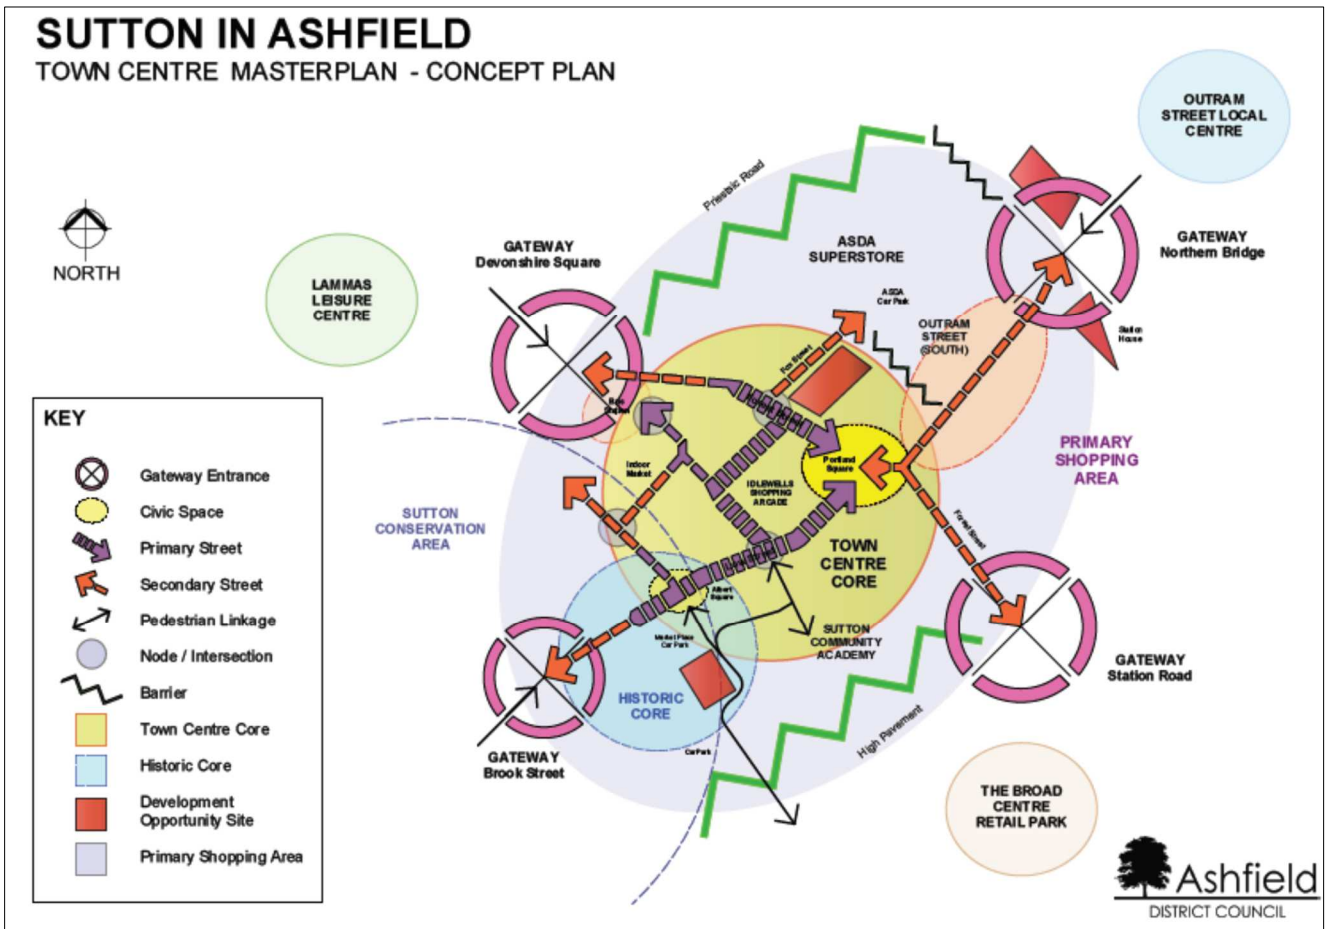 SUTTON IN ASHFIELD
TOWN CENTRE MASTERPLAN - CONCEPT PLAN
OUTRAM
STREET LOCAL
CENTRE
Priestsic Road
NORTH
LAMMAS
LEISURE
CENTRE
GATEWAY
Devonshire Square
ASDA
SUPERSTORE
ASDA
Car Park
GATEWAY
Northern Bridge
OUTRAM
STREET
(SOUTH)
Station
House
Fox Street
Indoor
Market
Portland
Square
IDLEWELLS
SHOPPING
ARCADE
PRIMARY
SHOPPING
AREA
SUTTON
CONSERVATION
AREA
Forest Street
TOWN
CENTRE
CORE
Albert
Square
Market Place
Car Park
SUTTON
COMMUNITY
ACADEMY
HISTORIC
CORE
GATEWAY
Station Road
High Pavement
Car Park
GATEWAY
Brook Street
THE BROAD
CENTRE
RETAIL PARK
KEY
Gateway Entrance
Civic Space
Primary Street
Secondary Street
Pedestrian Linkage
Node / Intersection
Barrier
Town Centre Core
Historic Core
Development
Opportunity Site
Primary Shopping Area
Ashfield
DISTRICT COUNCIL